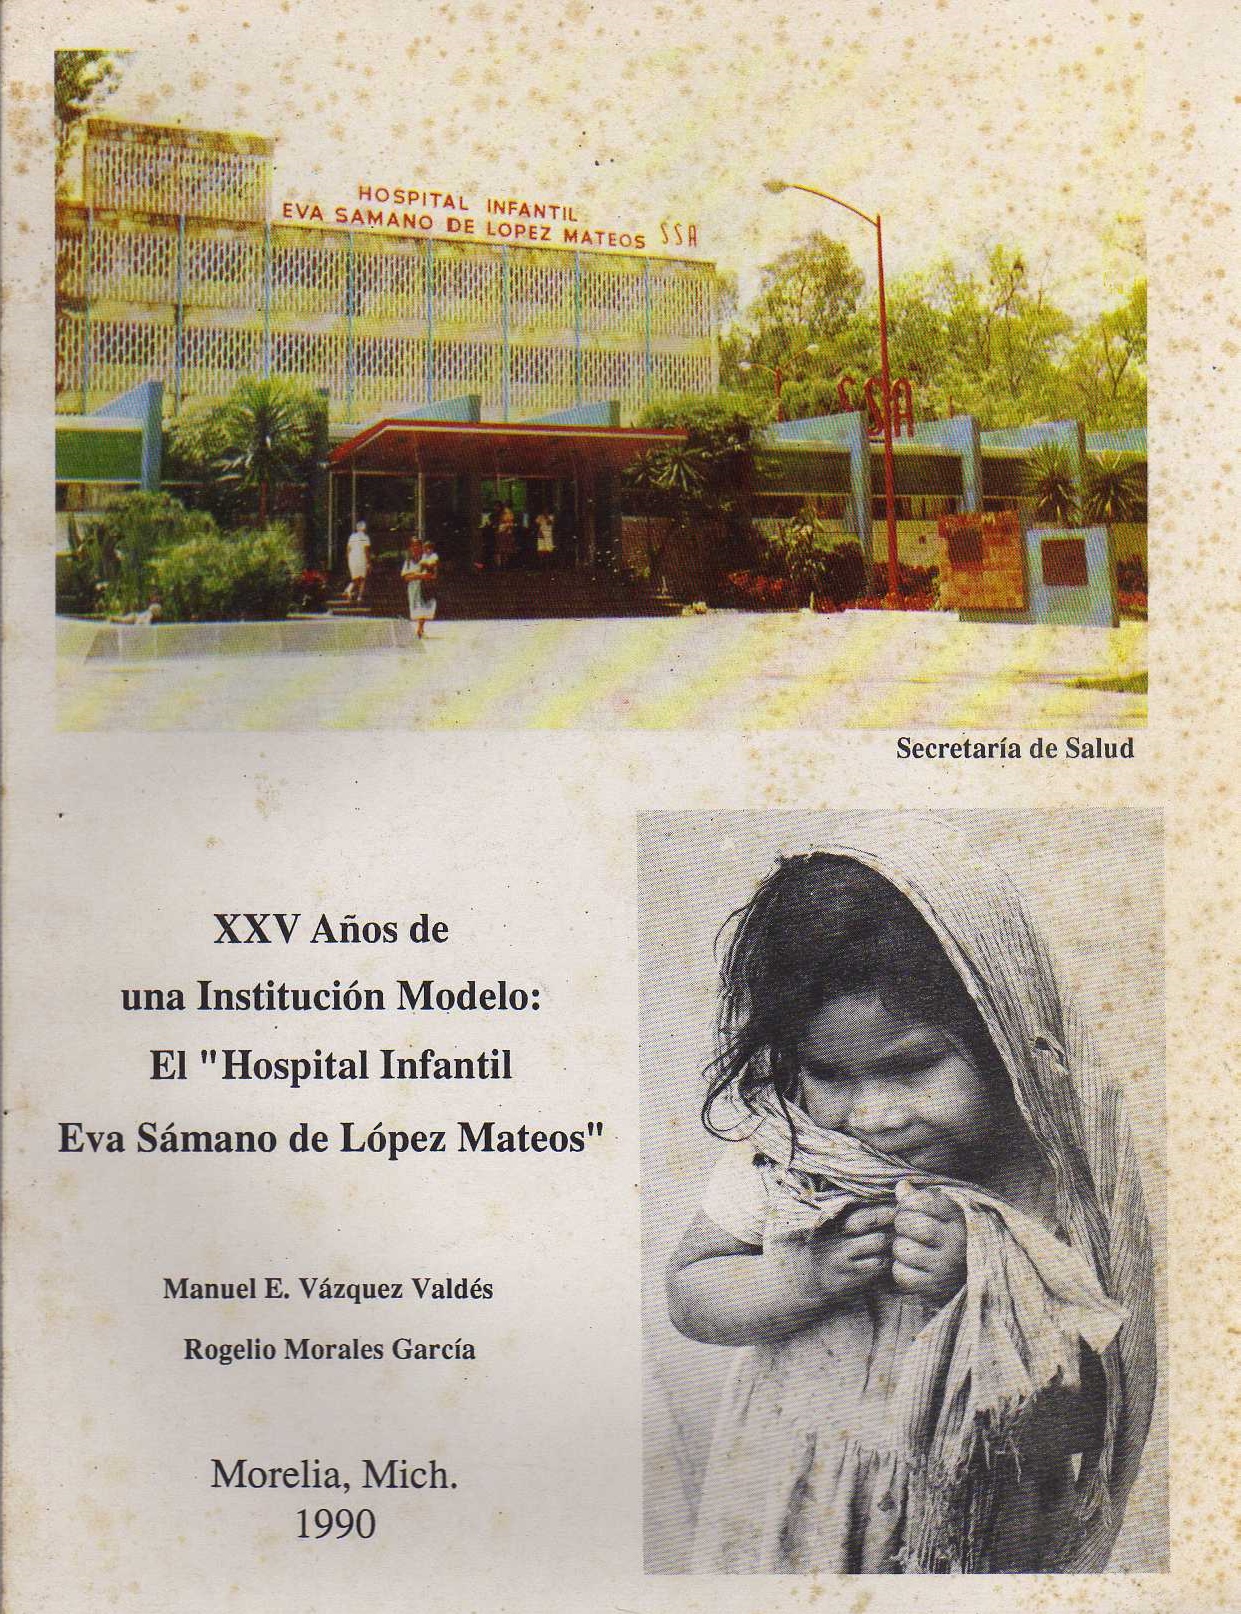 HOSPITAL INFANTIL
EVA SAMANO DE LOPEZ MATEOS SSA
SSA
Secretaría de Salud
XXV Años de
una Institución Modelo:
El "Hospital Infantil
Eva Sámano de López Mateos"
Manuel E. Vázquez Valdés
Rogelio Morales García
Morelia, Mich.
1990